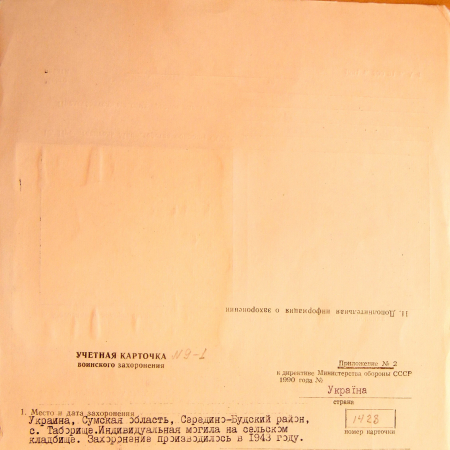 11. Дополнительная информация о захоронении
УЧЕТНАЯ КАРТОЧКА №9-1
воинского захоронения
Приложение № 2
к директиве Министерства обороны СССР
1990 года №
Україна
страна
1. Место и дата захоронения
Украина, Сумская область, Середино-Будский район,
с. Таборище.Индивидуальная могила на сельском
кладбище. Захоронение производилось в 1943 году.
1428
номер карточки